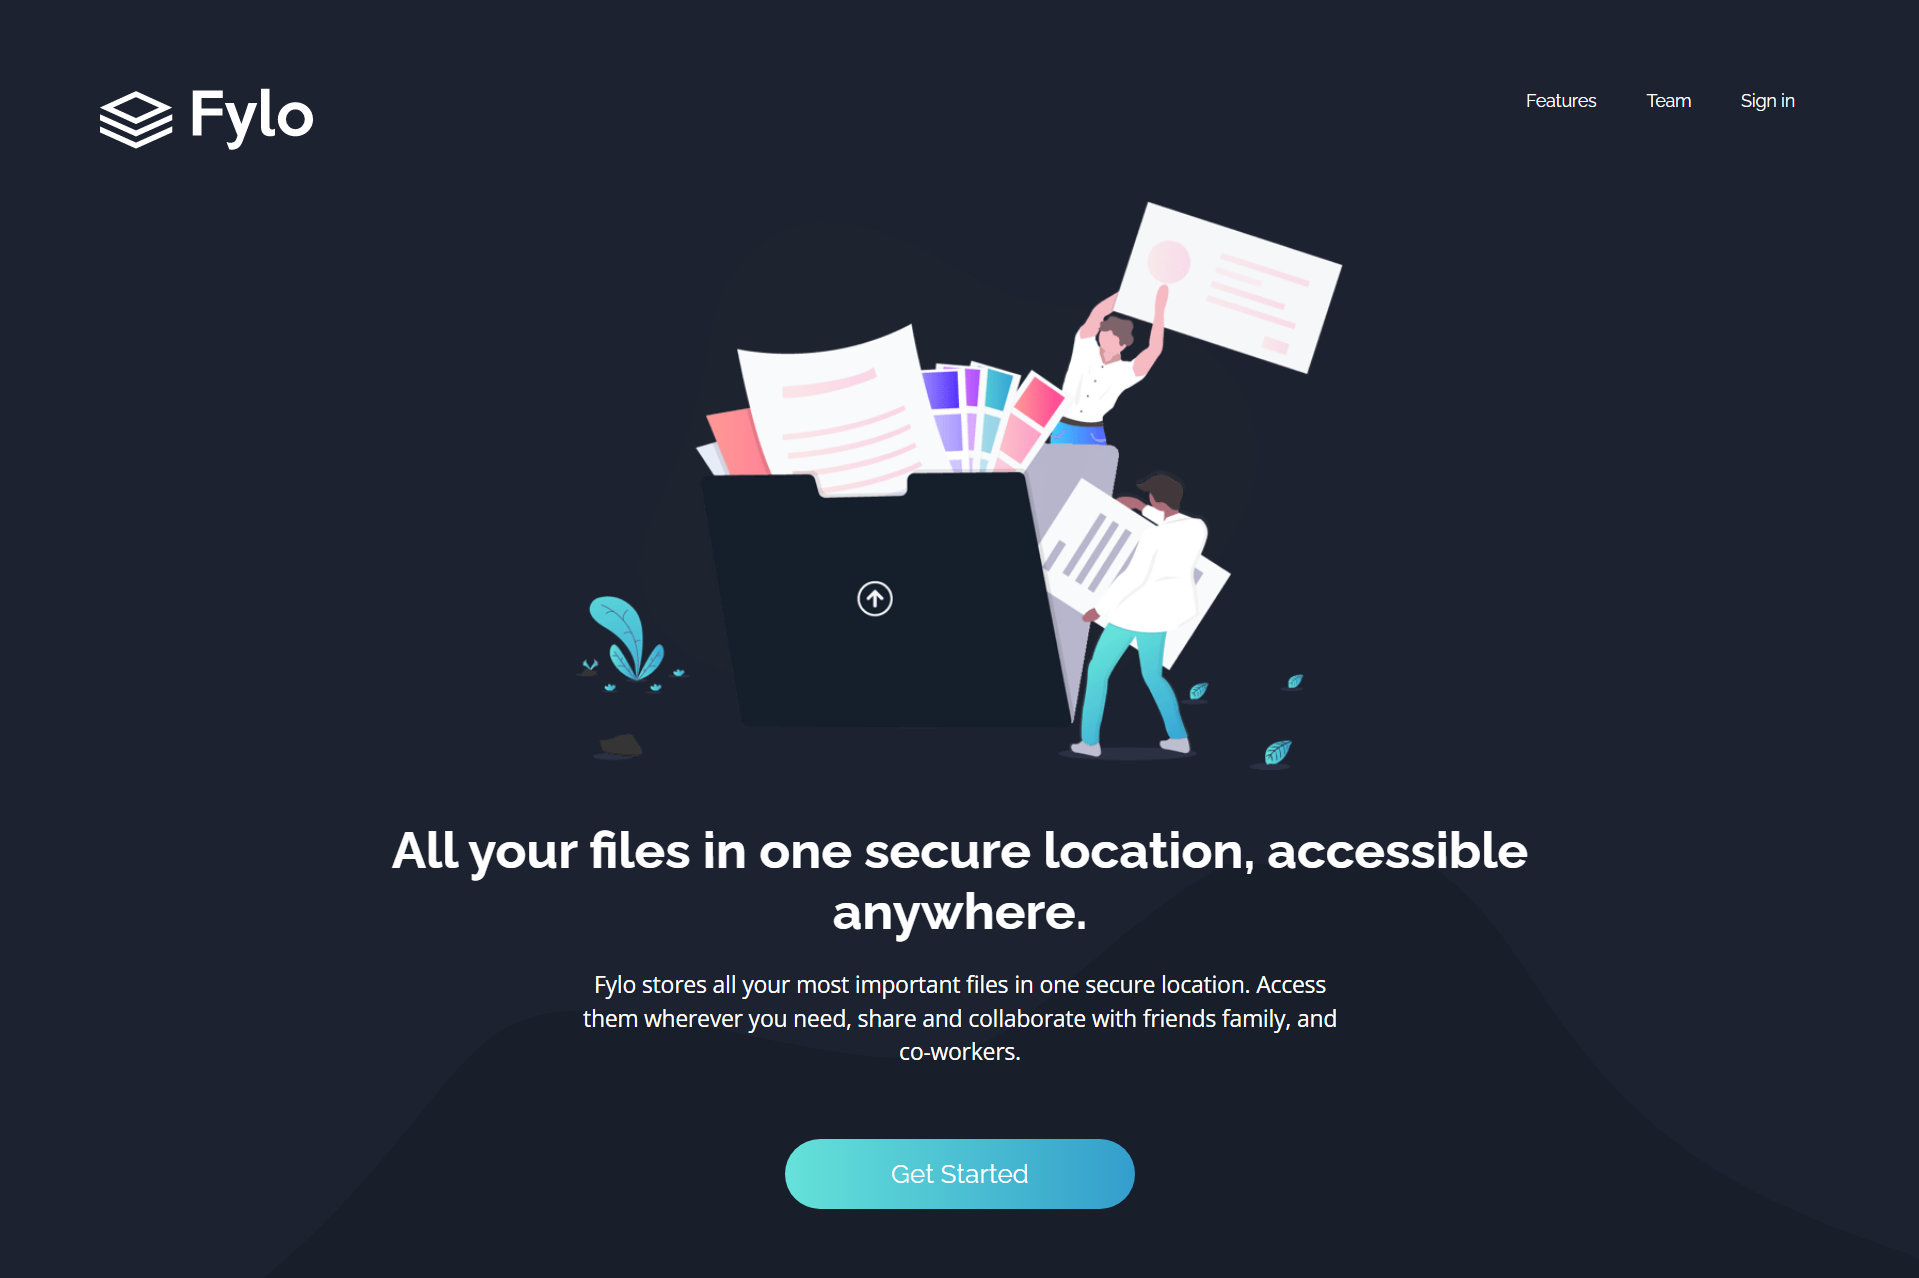 Fylo
Features
Team
Sign in
All your files in one secure location, accessible
anywhere.
Fylo stores all your most important files in one secure location. Access
them wherever you need, share and collaborate with friends family, and
co-workers.
Get Started